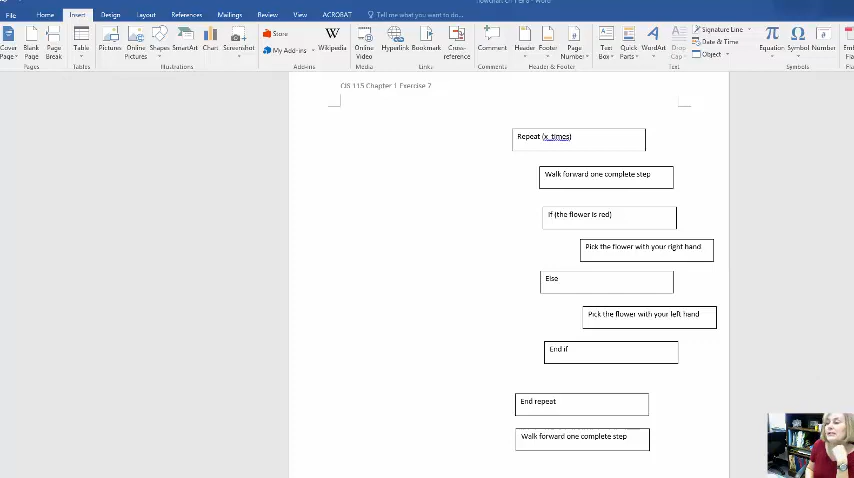 File Home Insert Design Layout References Mailings Review View ACROBAT Tell me what you want to do...
Cover Page
Blank Page
Page Break
Pages
Table
Tables
Pictures
Online Pictures
Shapes
SmartArt
Chart
Screenshot
Illustrations
Store
My Add-ins
Wikipedia
Add-ins
Online Video
Media
Hyperlink
Bookmark
Cross-reference
Links
Comment
Comments
Header
Footer
Page Number
Header & Footer
Text Box
Quick Parts
WordArt
Drop Cap
Signature Line
Date & Time
Object
Text
Equation
Symbol
Number
Symbols
CIS 115 Chapter 1 Exercise 7
Repeat (x_times)
Walk forward one complete step
If (the flower is red)
Pick the flower with your right hand
Else
Pick the flower with your left hand
End if
End repeat
Walk forward one complete step